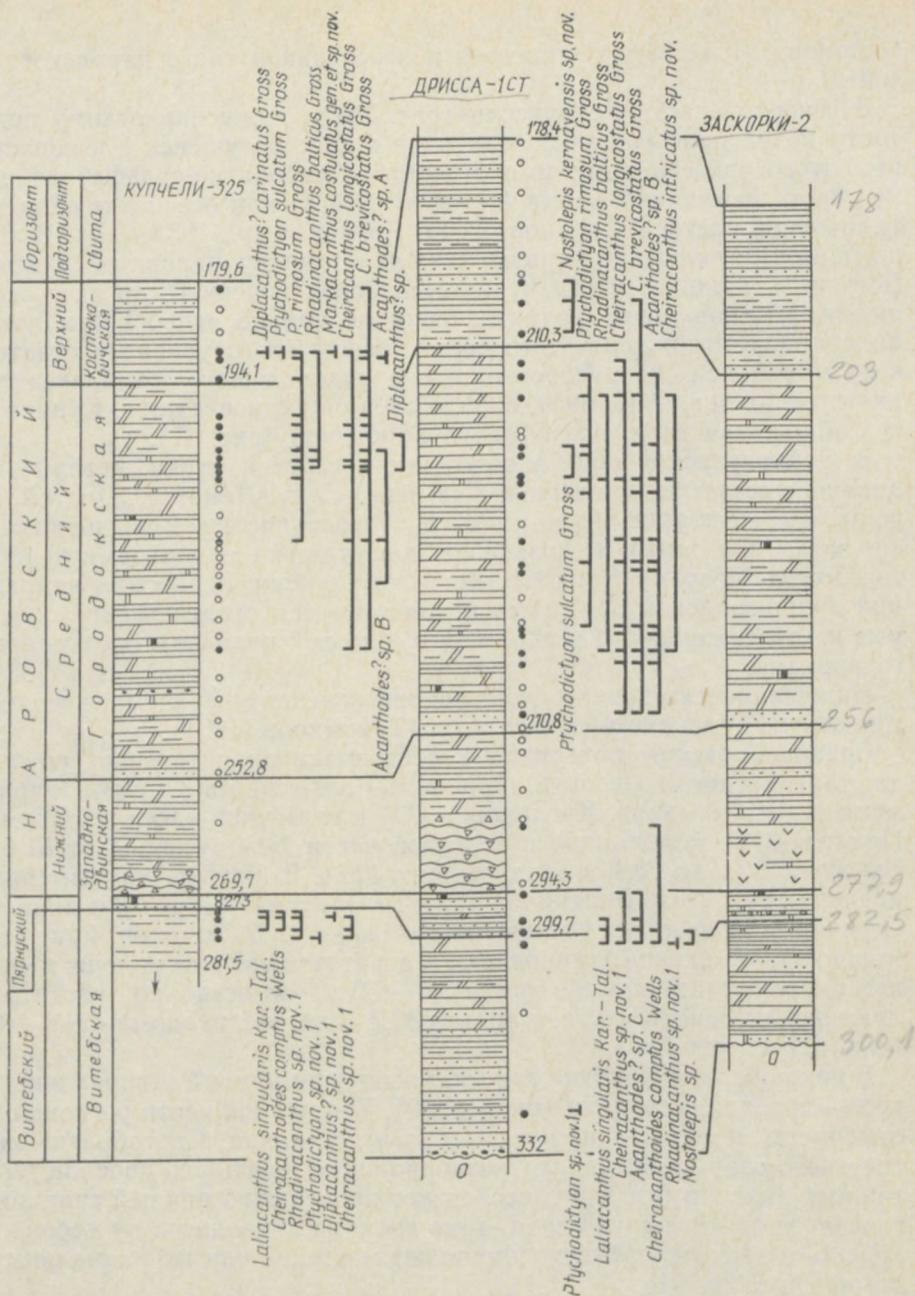 ДРИССА-1СТ
ЗАСКОРКИ-2
КУПЧЕЛИ-325
Горизонт
Подгоризонт
Свита
НАРОВСКИЙ
Верхний
Средний
Нижний
Костюко-
вичская
Городокская
Западно-
двинская
Пярнуский
Витебский
Витебская
179,6
194,1
252,8
269,7
273
281,5
Diplacanthus? carinatus Gross
Ptychodictyon sulcatum Gross
P. rimosum Gross
Rhadinacanthus balticus Gross
Markacanthus costulatus gen. et sp. nov.
Cheiracanthus longicostatus Gross
C. brevicostatus Gross
Acanthodes? sp. A
Diplacanthus? sp.
Acanthodes? sp. B
Laliacanthus singularis Kar.-Tal.
Cheiracanthoides comptus Wells
Rhadinacanthus sp. nov. 1
Ptychodictyon sp. nov. 1
Diplacanthus? sp. nov. 1
Cheiracanthus sp. nov. 1
178,4
210,3
210,8
294,3
299,7
332
О
Nostolepis kernavensis sp. nov.
Ptychodictyon rimosum Gross
Rhadinacanthus balticus Gross
Cheiracanthus longicostatus Gross
C. brevicostatus Gross
Acanthodes? sp. B
Cheiracanthus intricatus sp. nov.
Ptychodictyon sulcatum Gross
Ptychodictyon sp. nov. 1
Laliacanthus singularis Kar.-Tal.
Cheiracanthus sp. nov. 1
Acanthodes? sp. C
Cheiracanthoides comptus Wells
Rhadinacanthus sp. nov. 1
Nostolepis sp.
178
203
256
277,9
282,5
300,1
О